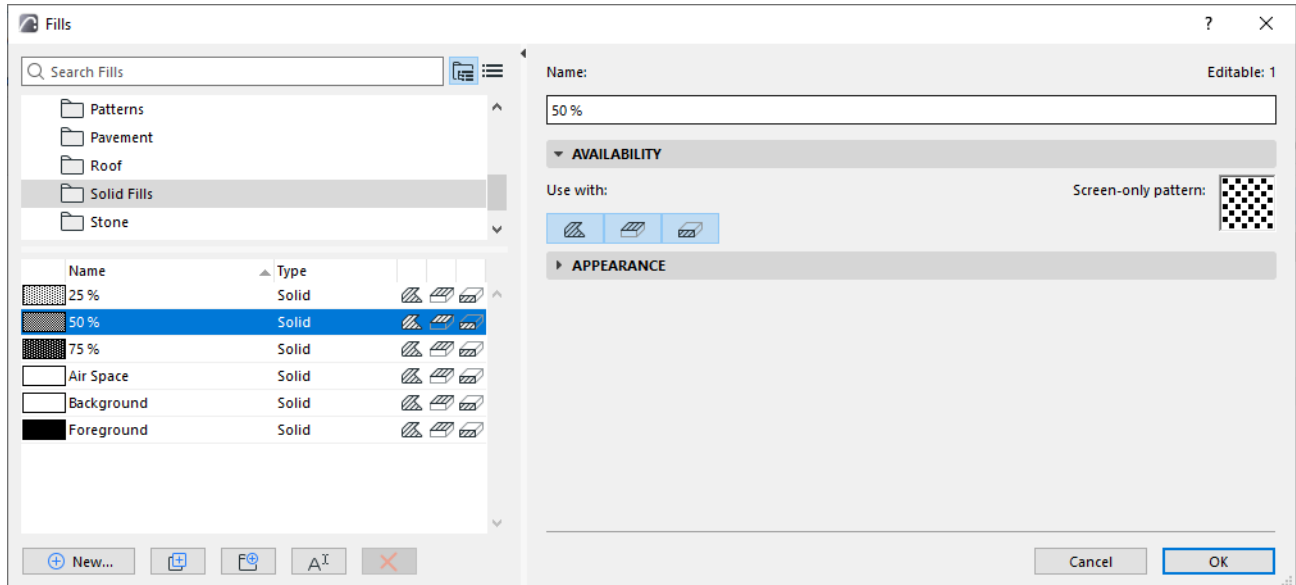 Fills
?
Search Fills
Patterns
Pavement
Roof
Solid Fills
Stone
Name Type
25 % Solid
50 % Solid
75 % Solid
Air Space Solid
Background Solid
Foreground Solid
New...
A
Name: Editable: 1
50 %
AVAILABILITY
Use with: Screen-only pattern:
APPEARANCE
Cancel OK